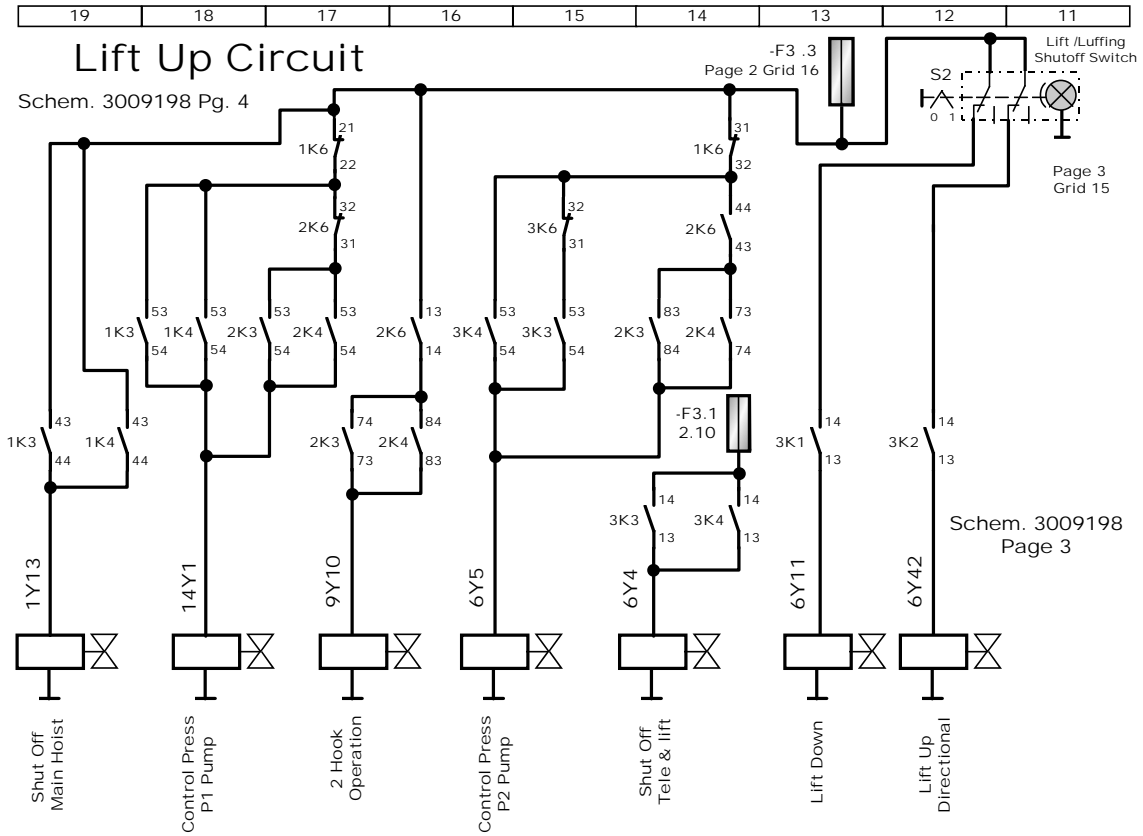 19 18 17 16 15 14 13 12 11
Lift Up Circuit
Schem. 3009198 Pg. 4
-F3 .3
Page 2 Grid 16
Lift /Luffing
Shutoff Switch
S2
0 1
Page 3
Grid 15
21
1K6
22
31
1K6
32
32
2K6
31
32
3K6
31
44
2K6
43
53 53 53 53 13 53 53 83 73
1K3 1K4 2K3 2K4 2K6 3K4 3K3 2K3 2K4
54 54 54 54 14 54 54 84 74
-F3.1
2.10
43 43 74 84 14 14
1K3 1K4 2K3 2K4 3K1 3K2
44 44 73 83 13 13
14 14
3K3 3K4
13 13
Schem. 3009198
Page 3
1Y13 14Y1 9Y10 6Y5 6Y4 6Y11 6Y42
Shut Off
Main Hoist
Control Press
P1 Pump
2 Hook
Operation
Control Press
P2 Pump
Shut Off
Tele & lift
Lift Down
Lift Up
Directional